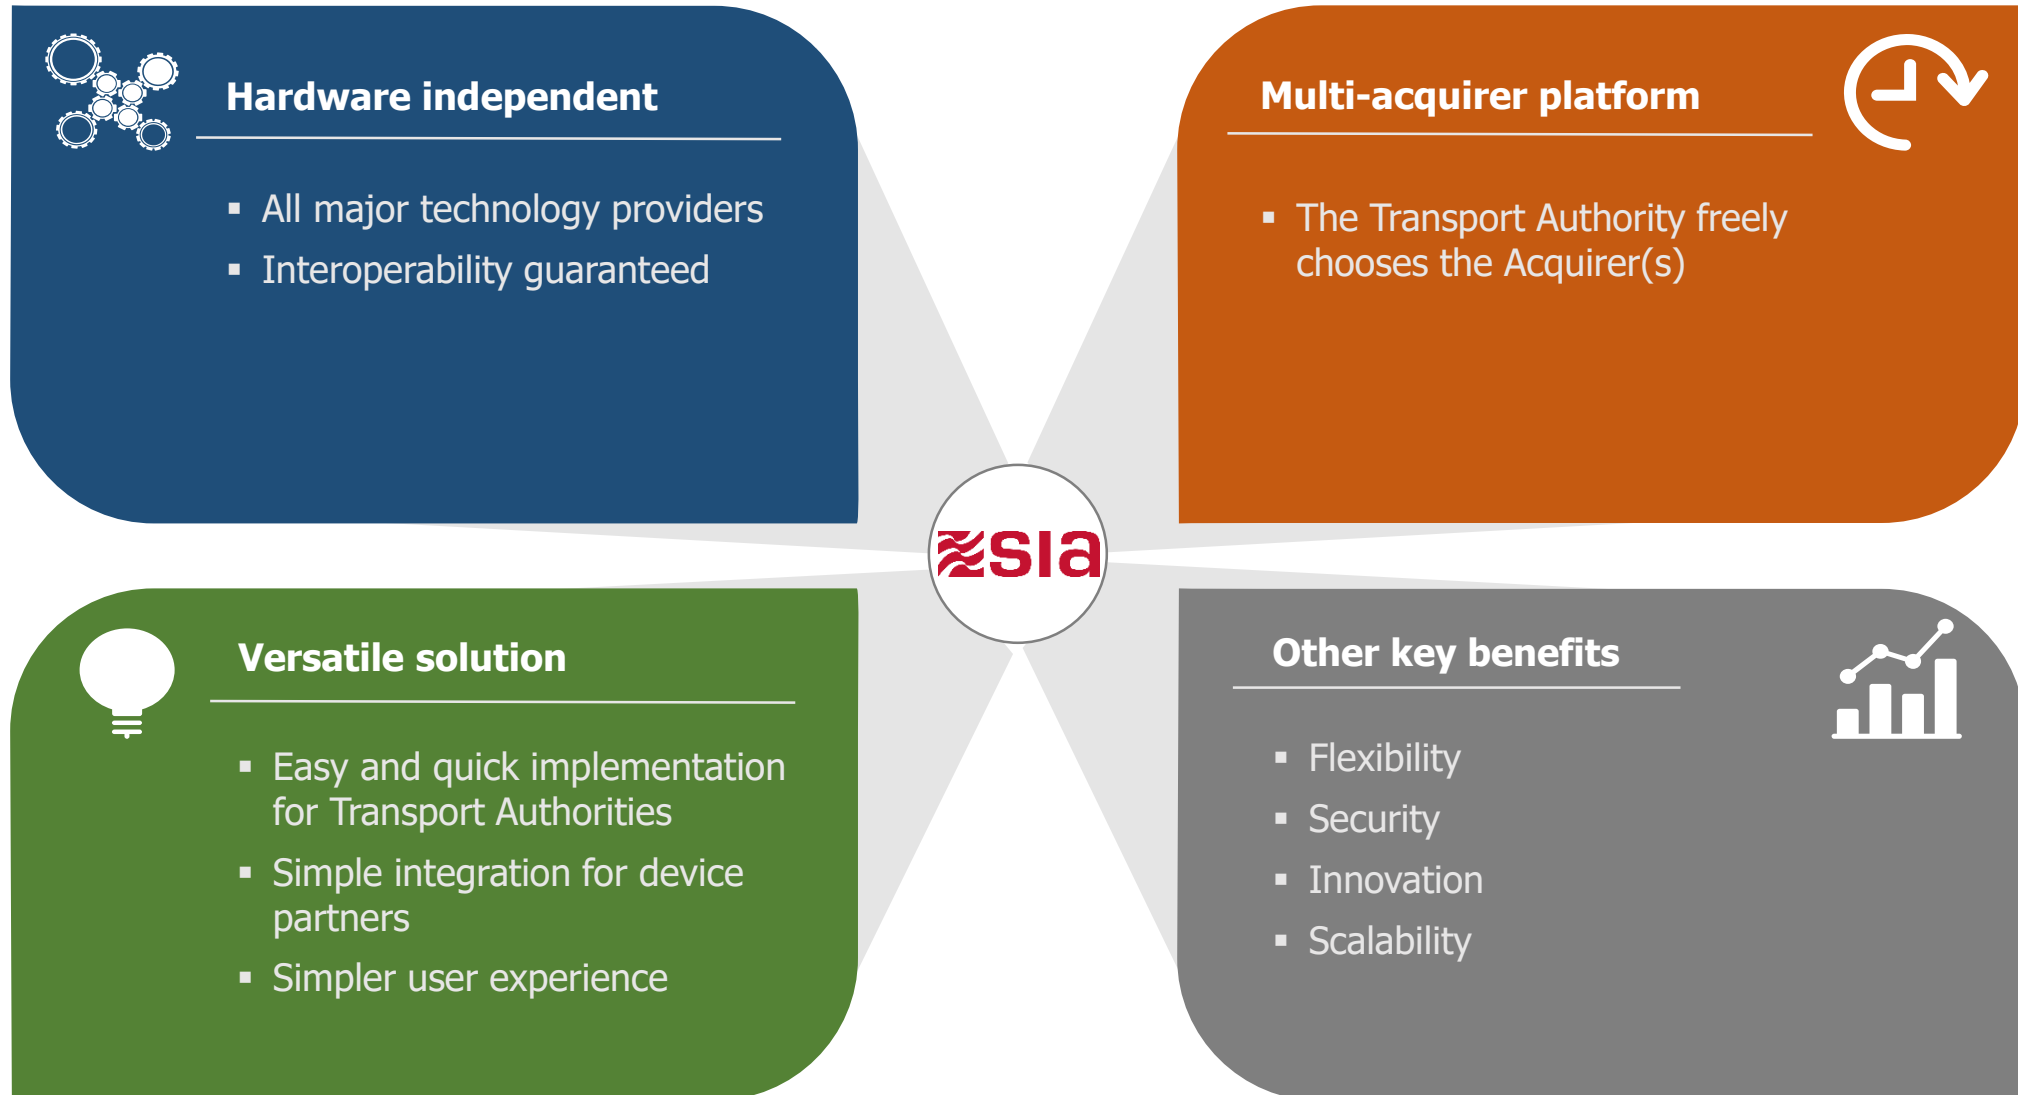 Hardware independent
▪ All major technology providers
▪ Interoperability guaranteed
Multi-acquirer platform
▪ The Transport Authority freely
chooses the Acquirer(s)
sia
Versatile solution
▪ Easy and quick implementation
for Transport Authorities
▪ Simple integration for device
partners
▪ Simpler user experience
Other key benefits
▪ Flexibility
▪ Security
▪ Innovation
▪ Scalability